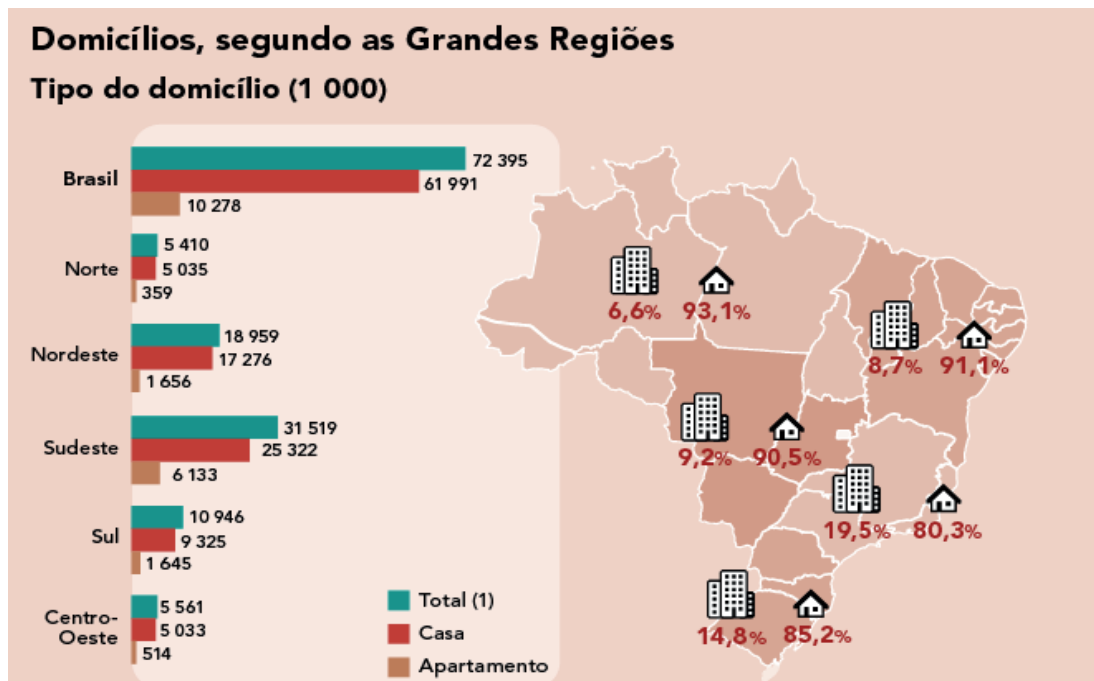 Domicílios, segundo as Grandes Regiões
Tipo do domicílio (1 000)
Brasil
72 395
61 991
10 278
Norte
5 410
5 035
359
Nordeste
18 959
17 276
1 656
Sudeste
31 519
25 322
6 133
Sul
10 946
9 325
1 645
Centro-
Oeste
5 561
5 033
514
Total (1)
Casa
Apartamento
6,6% 93,1%
8,7% 91,1%
9,2% 90,5%
19,5% 80,3%
14,8% 85,2%